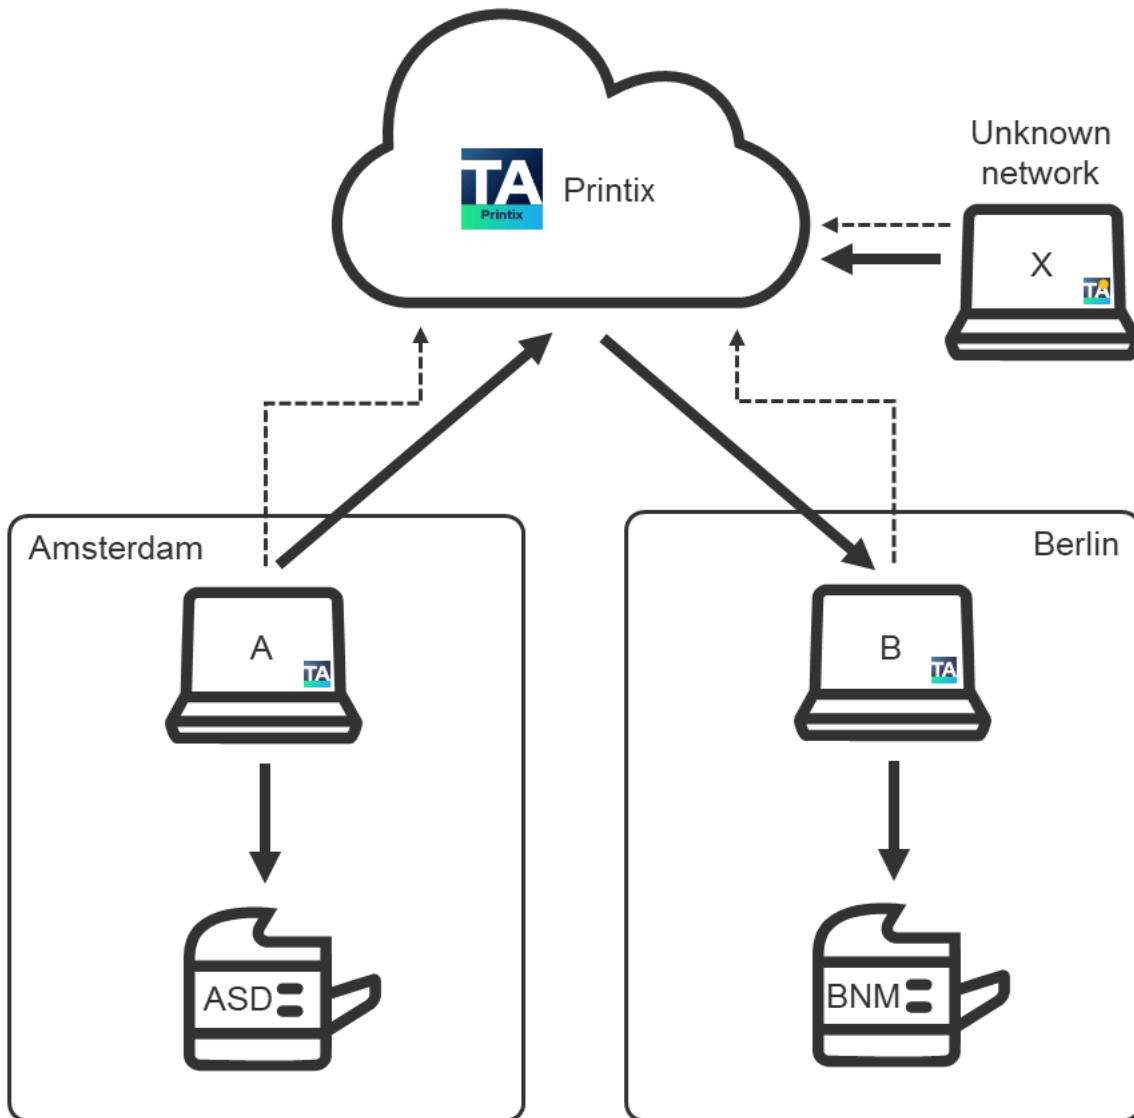 TA
Printix
Printix
Unknown
network
X
TA
Amsterdam
Berlin
A
TA
B
TA
ASD
BNM